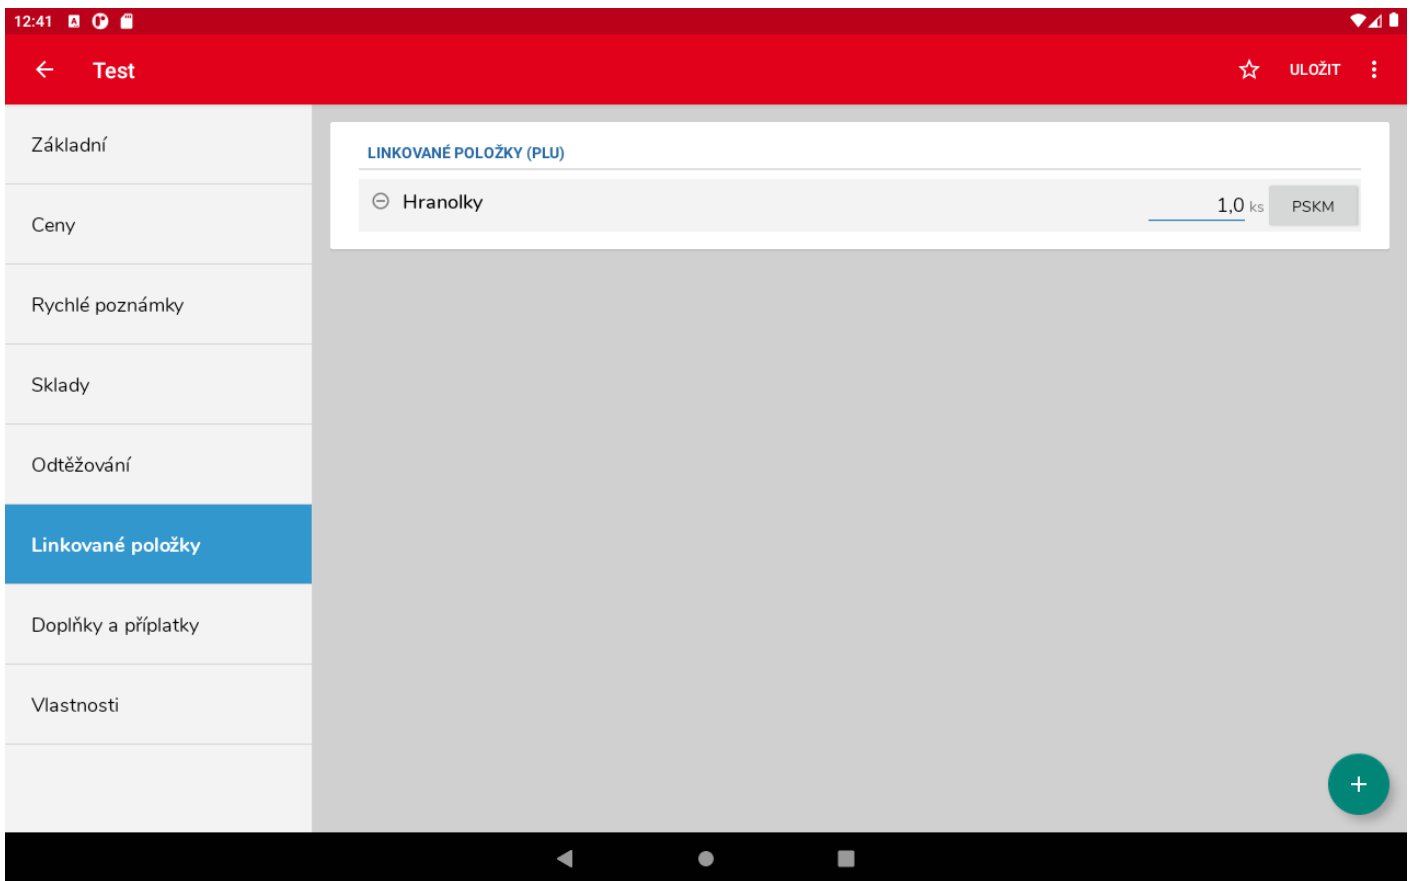 12:41
Test
ULOŽIT
Základní
Ceny
Rychlé poznámky
Sklady
Odtěžování
Linkované položky
Doplňky a příplatky
Vlastnosti
LINKOVANÉ POLOŽKY (PLU)
Hranolky 1,0 ks PSKM